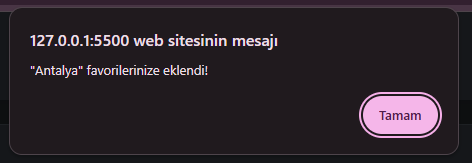 127.0.0.1:5500 web sitesinin mesajı
"Antalya" favorilerinize eklendi!
Tamam